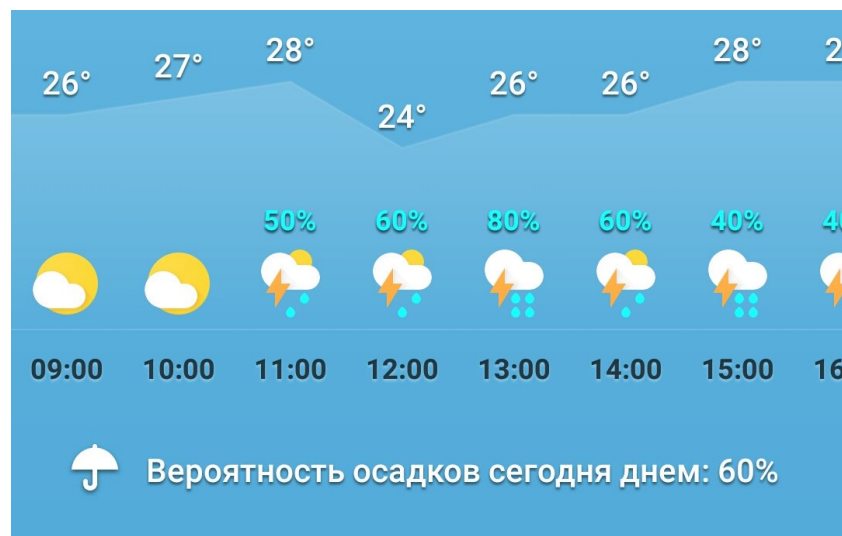 26° 27° 28° 24° 26° 26° 28°
50% 60% 80% 60% 40%
09:00 10:00 11:00 12:00 13:00 14:00 15:00
Вероятность осадков сегодня днем: 60%